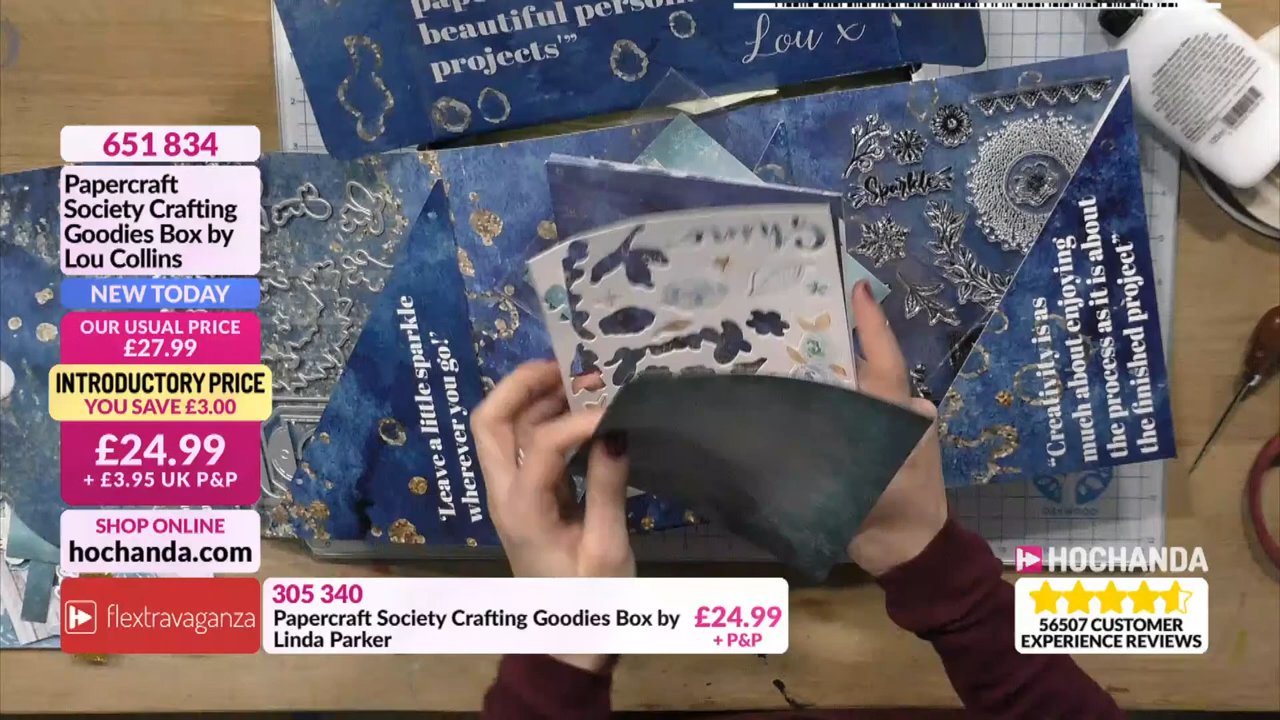 pap
beautiful person
projects'”
Lou x
651 834
Papercraft
Society Crafting
Goodies Box by
Lou Collins
NEW TODAY
OUR USUAL PRICE
£27.99
INTRODUCTORY PRICE
YOU SAVE £3.00
£24.99
+ £3.95 UK P&P
SHOP ONLINE
hochanda.com
flextravaganza
305 340
Papercraft Society Crafting Goodies Box by
Linda Parker
£24.99
+ P&P
'Leave a little sparkle
wherever you go!'
Sparkle
“Creativity is as
much about enjoying
the process as it is about
the finished project”
HOCHANDA
56507 CUSTOMER
EXPERIENCE REVIEWS